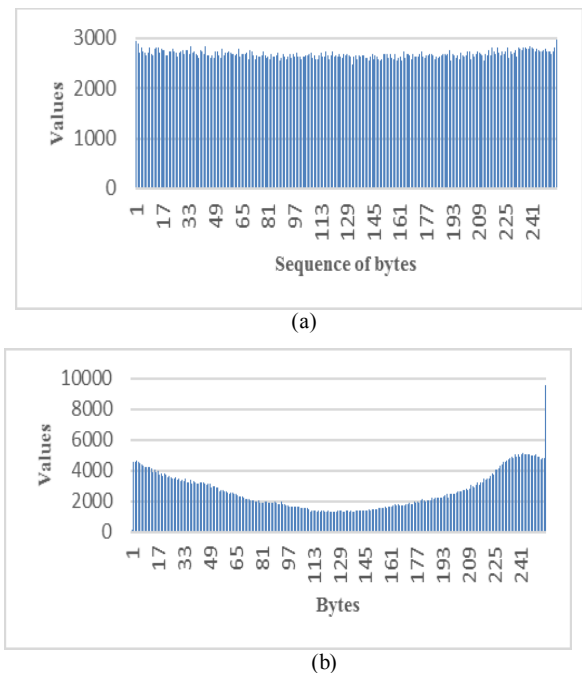 3000
2000
1000
0
Values
1 17 33 49 65 81 97 113 129 145 161 177 193 209 225 241
Sequence of bytes
(a)
10000
8000
6000
4000
2000
0
Values
1 17 33 49 65 81 97 113 129 145 161 177 193 209 225 241
Bytes
(b)